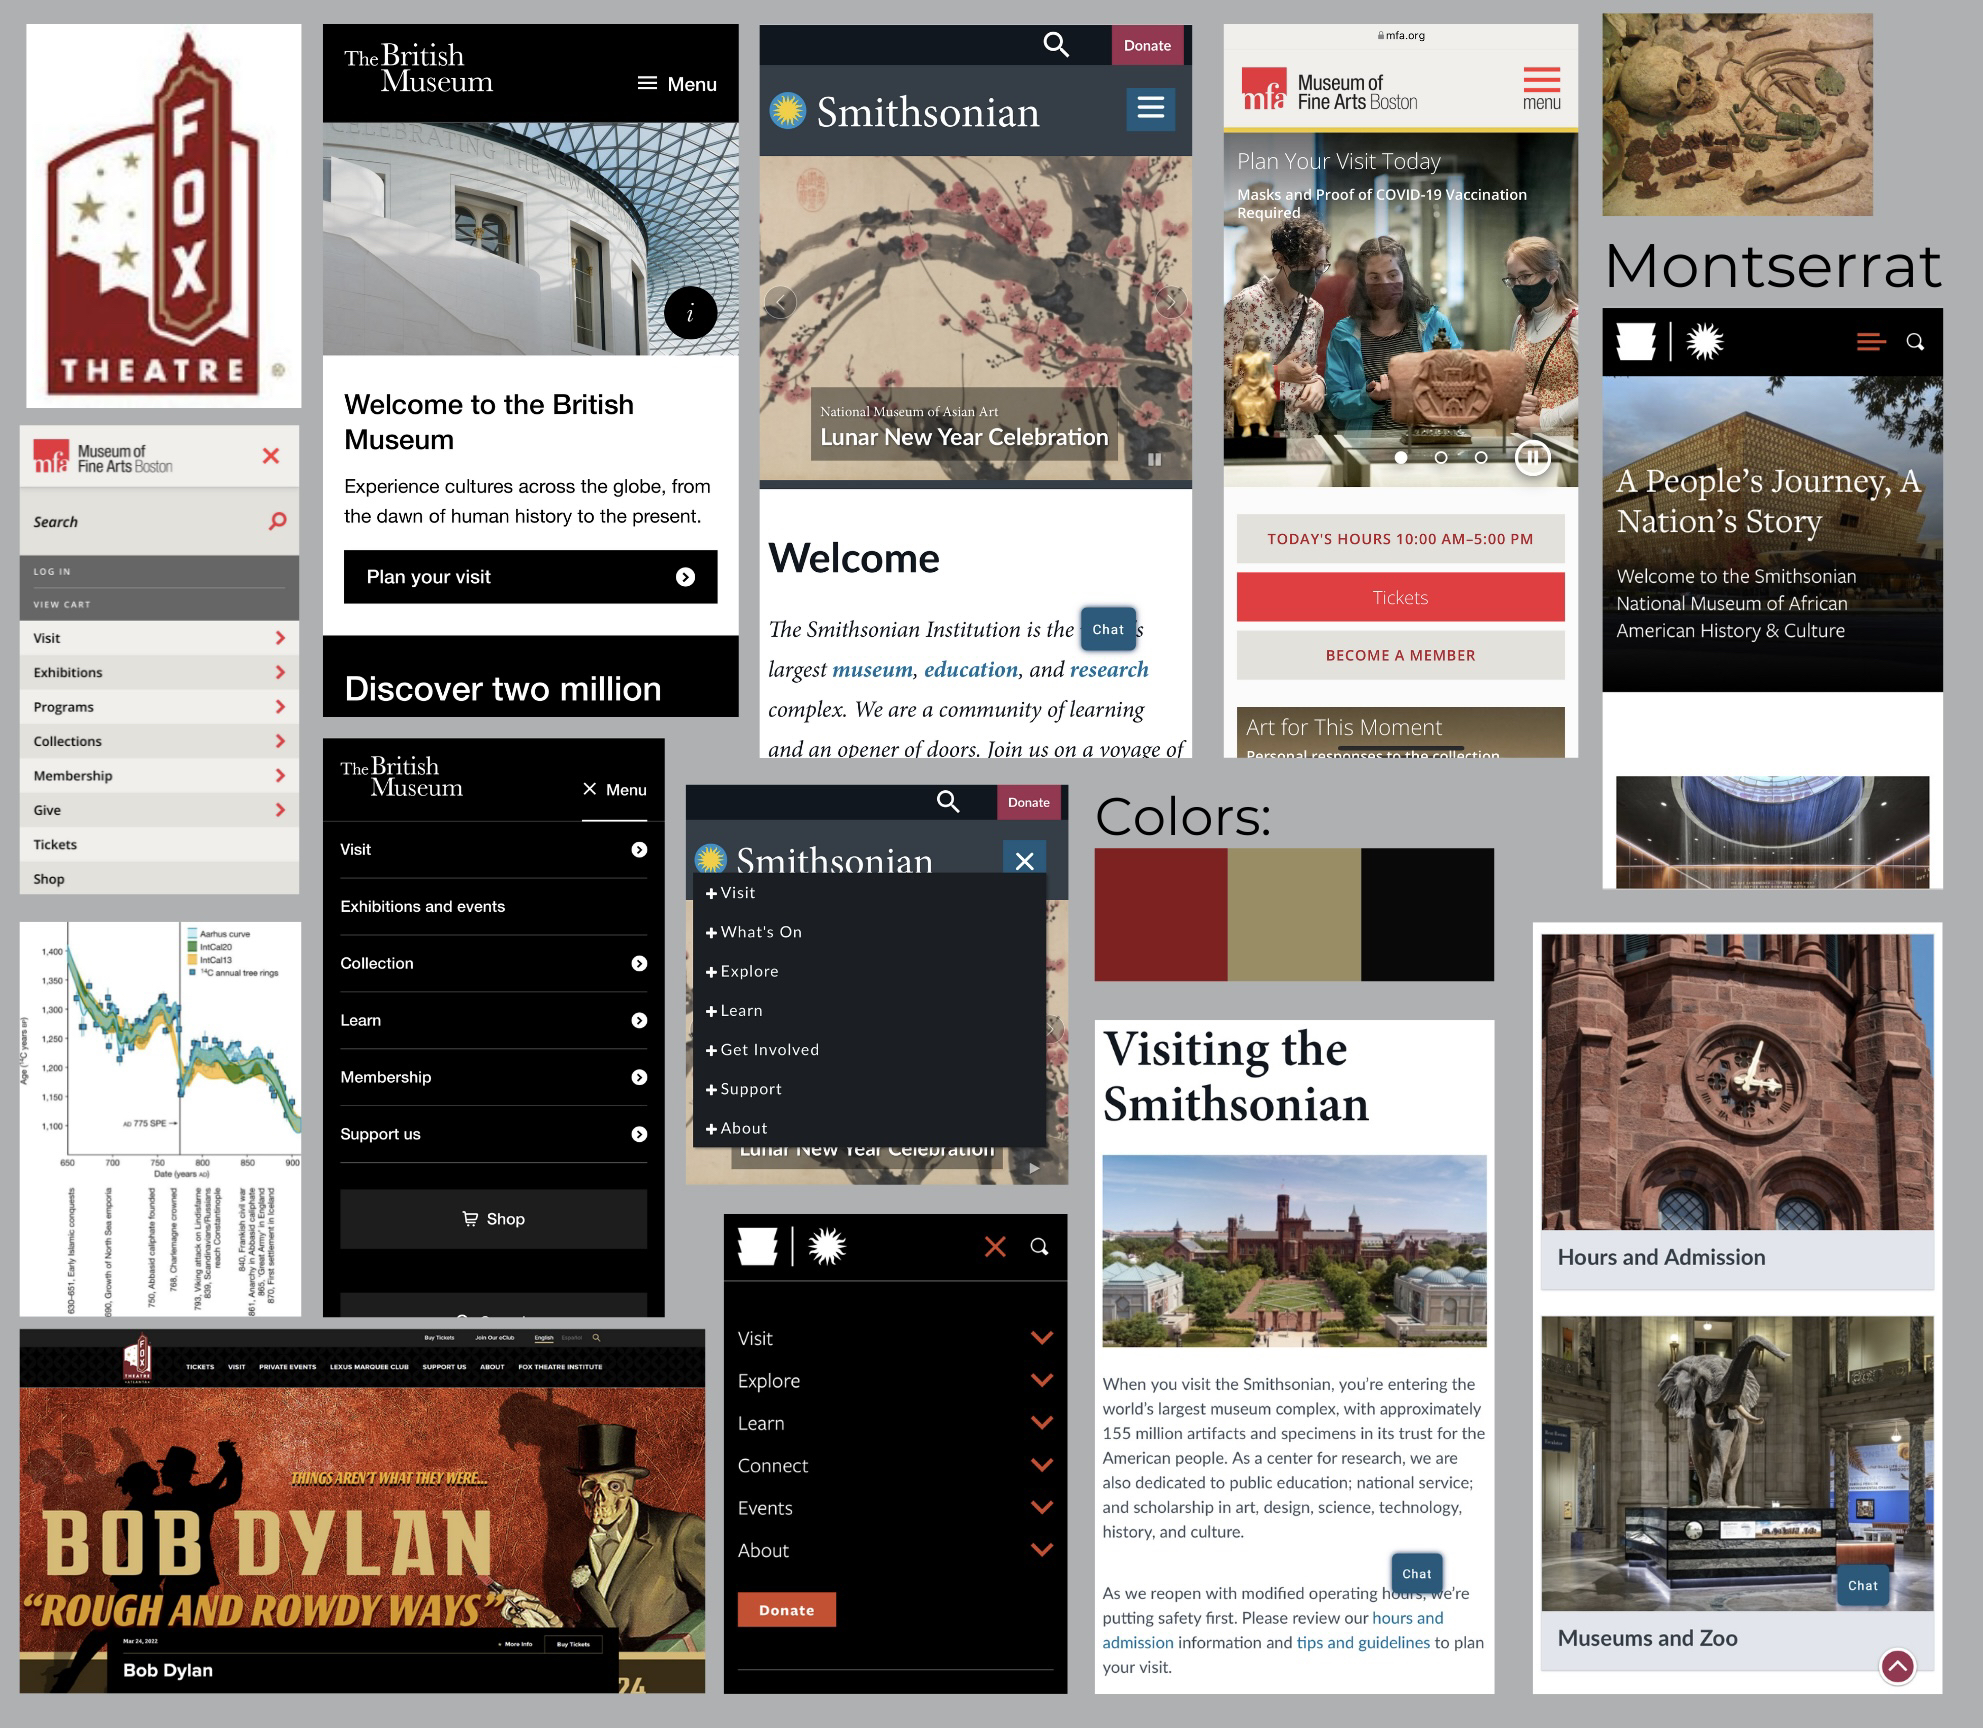 FOX
THEATRE
®
The British
Museum
Menu
CELEBRATING THE NEW
i
Welcome to the British
Museum
Experience cultures across the globe, from
the dawn of human history to the present.
Plan your visit
Discover two million
Donate
Smithsonian
National Museum of Asian Art
Lunar New Year Celebration
Welcome
The Smithsonian Institution is the
Chat
largest museum, education, and research
complex. We are a community of learning
and an opener of doors. Join us on a voyage of
mfa.org
mfa
Museum of
Fine Arts Boston
menu
Plan Your Visit Today
Masks and Proof of COVID-19 Vaccination
Required
TODAY'S HOURS 10:00 AM–5:00 PM
Tickets
BECOME A MEMBER
Art for This Moment
Personal responses to the collection
Montserrat
A People's Journey, A
Nation's Story
Welcome to the Smithsonian
National Museum of African
American History & Culture
mfa
Museum of
Fine Arts Boston
Search
LOG IN
VIEW CART
Visit
Exhibitions
Programs
Collections
Membership
Give
Tickets
Shop
The British
Museum
Menu
Visit
Exhibitions and events
Collection
Learn
Membership
Support us
Shop
Donate
Smithsonian
Visit
What's On
Explore
Learn
Get Involved
Support
About
Lunar New Year Celebration
Colors:
Aarhus curve
IntCal20
IntCal13
14C annual tree rings
Age (14C years BP)
1,400
1,350
1,300
1,250
1,200
1,150
1,100
AD 775 SPE
650 700 750 800 850 900
Date (years AD)
630–651, Early Islamic conquests
690, Growth of North Sea emporia
750, Abbasid caliphate founded
768, Charlemagne crowned
793, Viking attack on Lindisfarne
839, Scandinavians/Russians
reach Constantinople
840, Frankish civil war
861, Anarchy in Abbasid caliphate
865, 'Great Army' in England
870, First settlement in Iceland
Visit
Explore
Learn
Connect
Events
About
Donate
Visiting the
Smithsonian
When you visit the Smithsonian, you're entering the
world's largest museum complex, with approximately
155 million artifacts and specimens in its trust for the
American people. As a center for research, we are
also dedicated to public education; national service;
and scholarship in art, design, science, technology,
history, and culture.
Chat
As we reopen with modified operating hours, we're
putting safety first. Please review our hours and
admission information and tips and guidelines to plan
your visit.
Hours and Admission
Chat
Museums and Zoo
Buy Tickets Join Our eClub English Español
FOX
THEATRE
ATLANTA
TICKETS VISIT PRIVATE EVENTS LEXUS MARQUEE CLUB SUPPORT US ABOUT FOX THEATRE INSTITUTE
THINGS AREN'T WHAT THEY WERE...
BOB DYLAN
"ROUGH AND ROWDY WAYS"
Mar 24, 2022
More Info
Buy Tickets
Bob Dylan
24